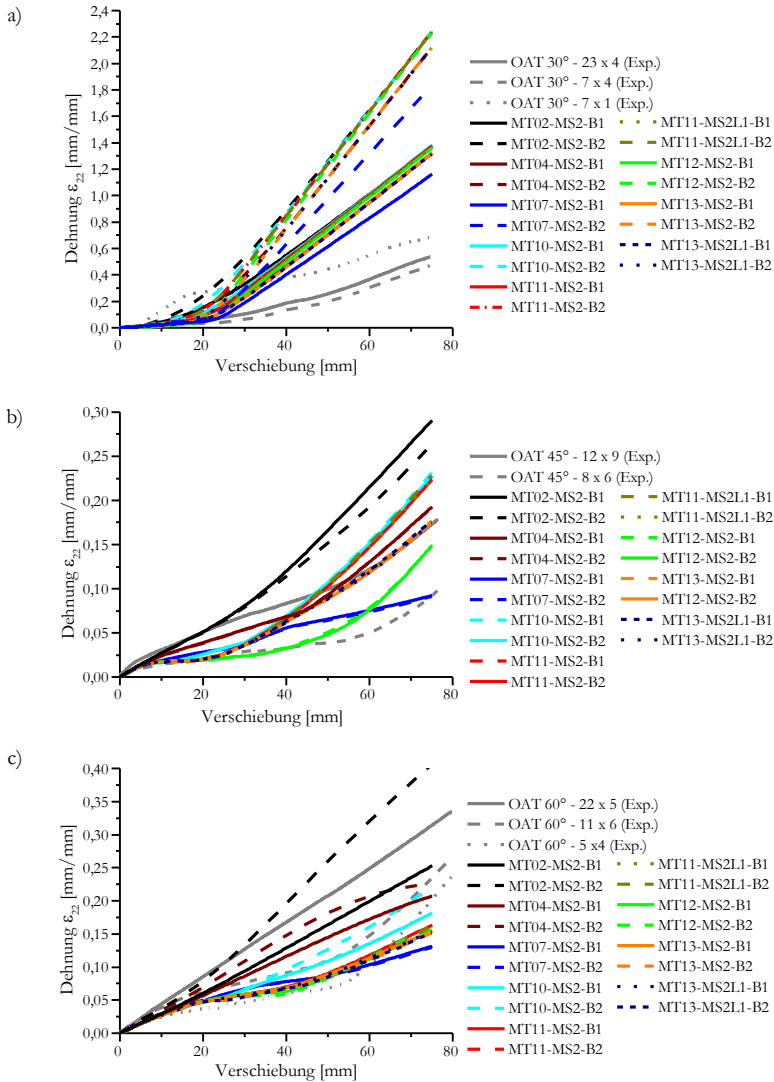 a)
2,4
2,2
2,0
1,8
1,6
1,4
1,2
1,0
0,8
0,6
0,4
0,2
0,0
Dehnung ε22 [mm/mm]
0 20 40 60 80
Verschiebung [mm]
OAT 30° - 23 x 4 (Exp.)
OAT 30° - 7 x 4 (Exp.)
OAT 30° - 7 x 1 (Exp.)
MT02-MS2-B1 MT11-MS2L1-B1
MT02-MS2-B2 MT11-MS2L1-B2
MT04-MS2-B1 MT12-MS2-B1
MT04-MS2-B2 MT12-MS2-B2
MT07-MS2-B1 MT13-MS2-B1
MT07-MS2-B2 MT13-MS2-B2
MT10-MS2-B1 MT13-MS2L1-B1
MT10-MS2-B2 MT13-MS2L1-B2
MT11-MS2-B1
MT11-MS2-B2
b)
0,30
0,25
0,20
0,15
0,10
0,05
0,00
Dehnung ε22 [mm/mm]
0 20 40 60 80
Verschiebung [mm]
OAT 45° - 12 x 9 (Exp.)
OAT 45° - 8 x 6 (Exp.)
MT02-MS2-B1 MT11-MS2L1-B1
MT02-MS2-B2 MT11-MS2L1-B2
MT04-MS2-B1 MT12-MS2-B1
MT04-MS2-B2 MT12-MS2-B2
MT07-MS2-B1 MT13-MS2-B1
MT07-MS2-B2 MT12-MS2-B2
MT10-MS2-B1 MT13-MS2L1-B1
MT10-MS2-B2 MT13-MS2L1-B2
MT11-MS2-B1
MT11-MS2-B2
c)
0,40
0,35
0,30
0,25
0,20
0,15
0,10
0,05
0,00
Dehnung ε22 [mm/mm]
0 20 40 60 80
Verschiebung [mm]
OAT 60° - 22 x 5 (Exp.)
OAT 60° - 11 x 6 (Exp.)
OAT 60° - 5 x4 (Exp.)
MT02-MS2-B1 MT11-MS2L1-B1
MT02-MS2-B2 MT11-MS2L1-B2
MT04-MS2-B1 MT12-MS2-B1
MT04-MS2-B2 MT12-MS2-B2
MT07-MS2-B1 MT13-MS2-B1
MT07-MS2-B2 MT13-MS2-B2
MT10-MS2-B1 MT13-MS2L1-B1
MT10-MS2-B2 MT13-MS2L1-B2
MT11-MS2-B1
MT11-MS2-B2